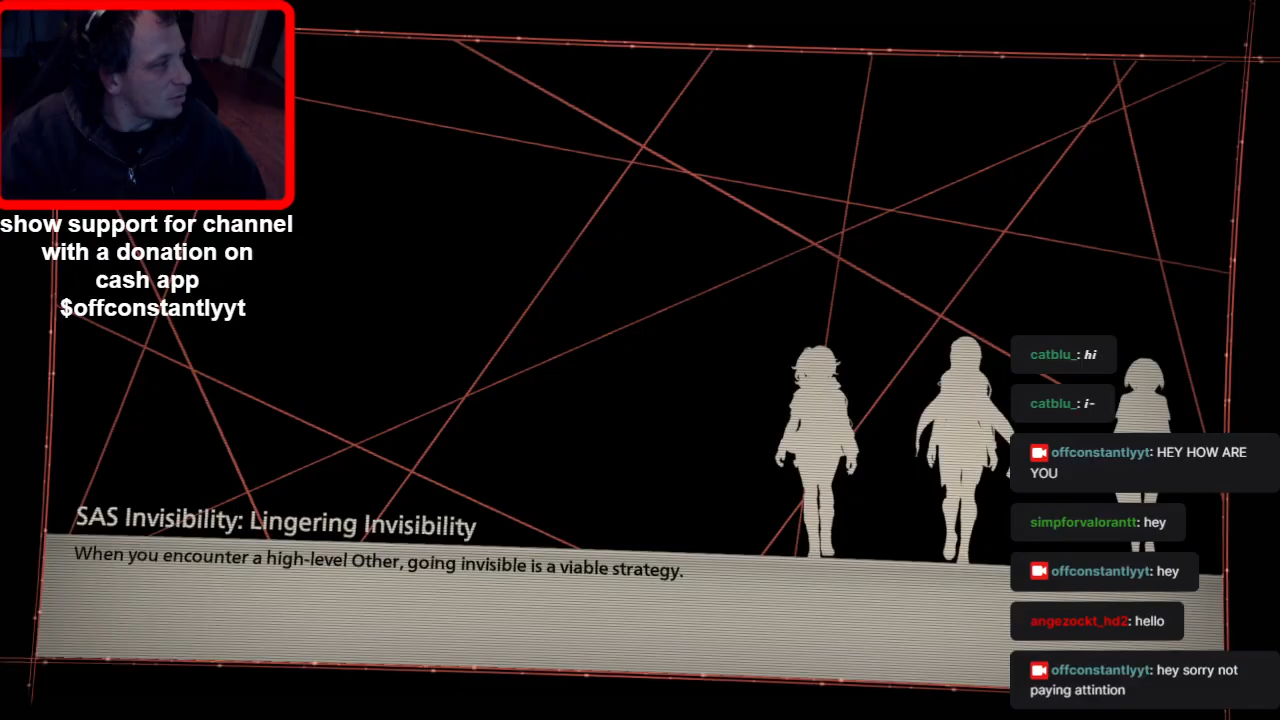 show support for channel
with a donation on
cash app
$offconstantlyyt
SAS Invisibility: Lingering Invisibility
When you encounter a high-level Other, going invisible is a viable strategy.
catblu_: hi
catblu_: i-
offconstantlyyt: HEY HOW ARE
YOU
simpforvalorantt: hey
offconstantlyyt: hey
angezockt_hd2: hello
offconstantlyyt: hey sorry not
paying attintion